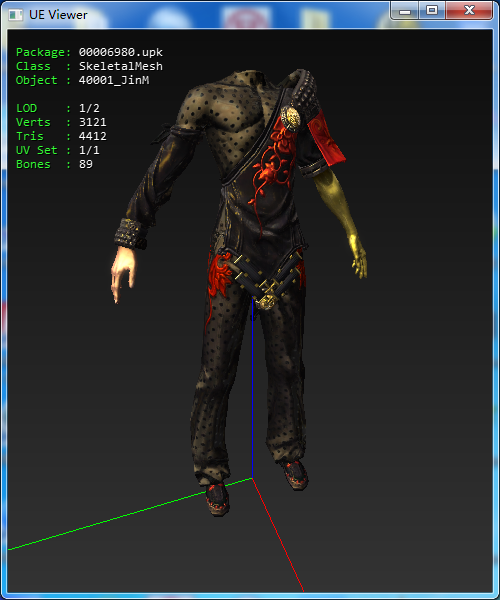 UE Viewer
Package: 00006980.upk
Class  : SkeletalMesh
Object : 40001_JinM
LOD    : 1/2
Verts  : 3121
Tris   : 4412
UV Set : 1/1
Bones  : 89